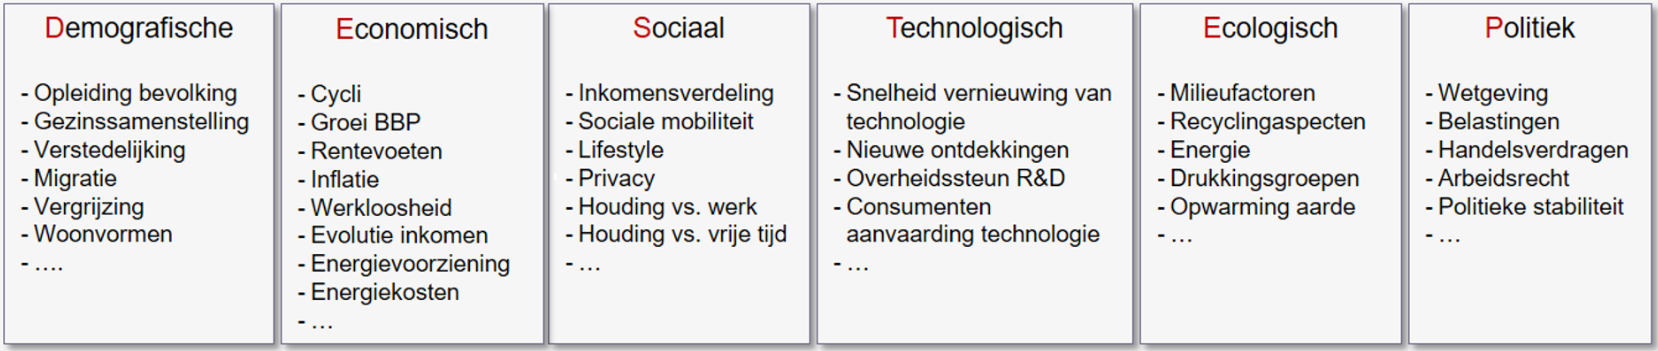 Demografische
- Opleiding bevolking
- Gezinssamenstelling
- Verstedelijking
- Migratie
- Vergrijzing
- Woonvormen
- ....
Economisch
- Cycli
- Groei BBP
- Rentevoeten
- Inflatie
- Werkloosheid
- Evolutie inkomen
- Energievoorziening
- Energiekosten
- ...
Sociaal
- Inkomensverdeling
- Sociale mobiliteit
- Lifestyle
- Privacy
- Houding vs. werk
- Houding vs. vrije tijd
- ...
Technologisch
- Snelheid vernieuwing van
technologie
- Nieuwe ontdekkingen
- Overheidssteun R&D
- Consumenten
aanvaarding technologie
- ...
Ecologisch
- Milieufactoren
- Recyclingaspecten
- Energie
- Drukkingsgroepen
- Opwarming aarde
- ...
Politiek
- Wetgeving
- Belastingen
- Handelsverdragen
- Arbeidsrecht
- Politieke stabiliteit
- ...